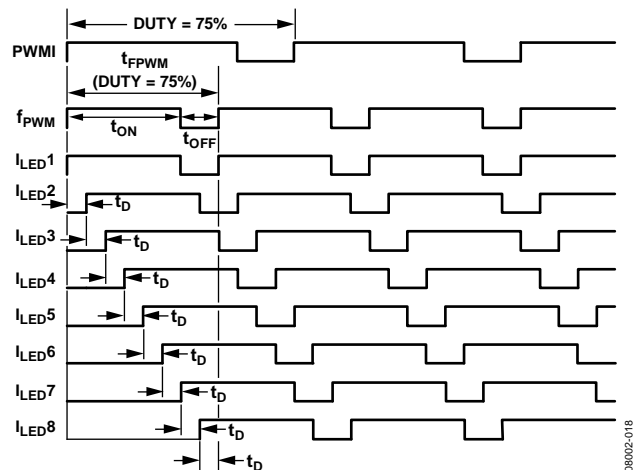 DUTY = 75%
PWMI
tFPWM
(DUTY = 75%)
fPWM
tON
tOFF
ILED1
ILED2
tD
ILED3
tD
ILED4
tD
ILED5
tD
ILED6
tD
ILED7
tD
ILED8
tD
tD
08002-018